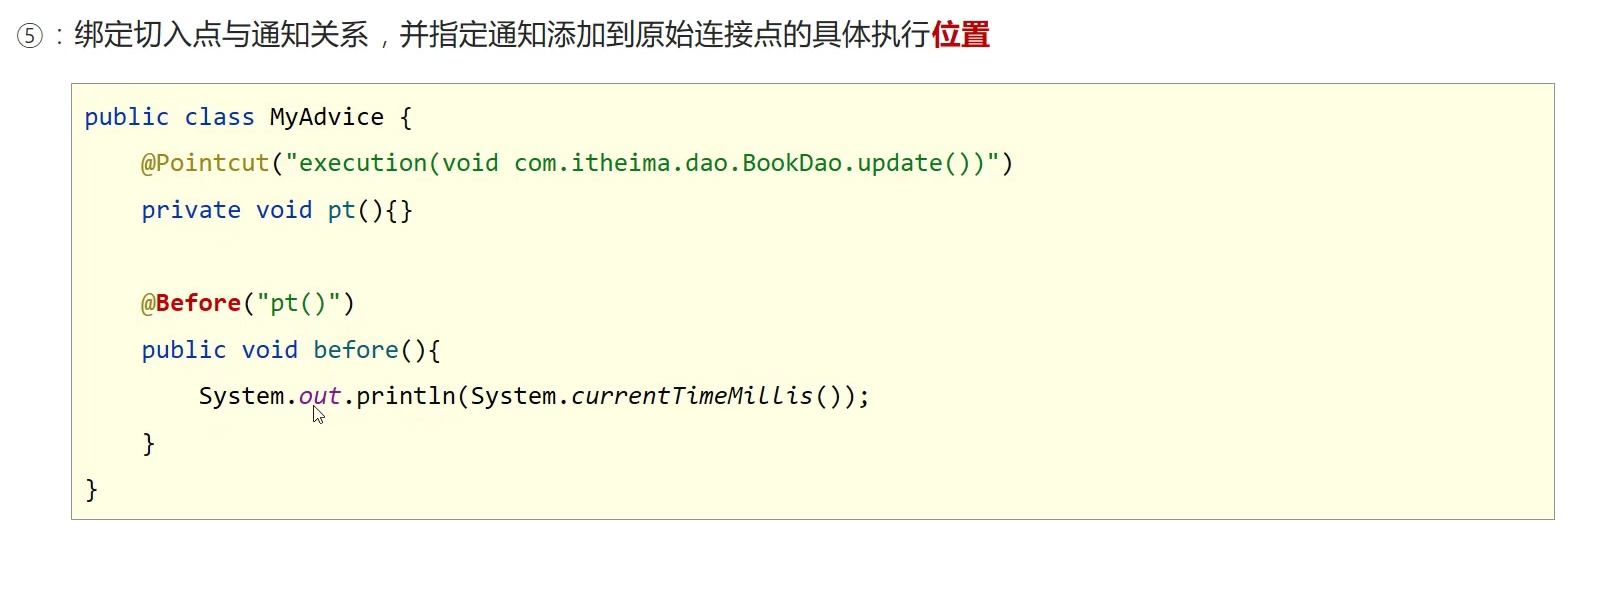 ⑤：绑定切入点与通知关系，并指定通知添加到原始连接点的具体执行位置
public class MyAdvice {
    @Pointcut("execution(void com.itheima.dao.BookDao.update())")
    private void pt(){}
    @Before("pt()")
    public void before(){
        System.out.println(System.currentTimeMillis());
    }
}